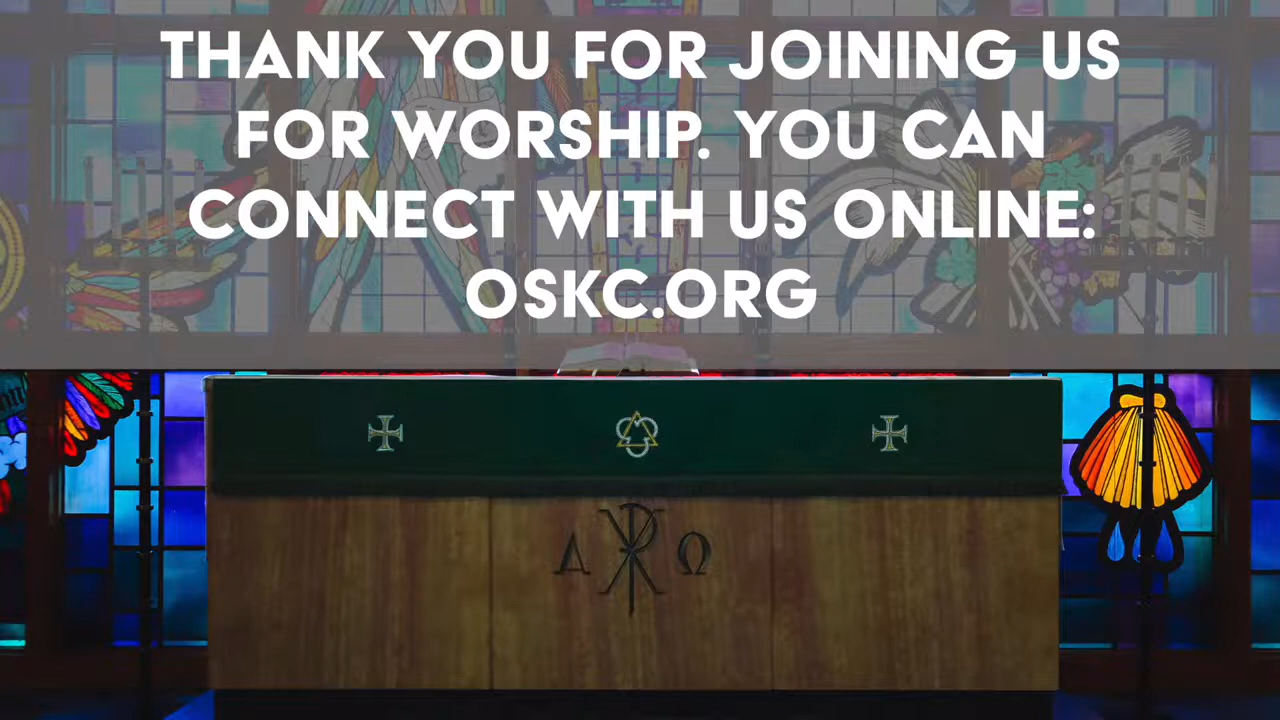 THANK YOU FOR JOINING US
FOR WORSHIP. YOU CAN
CONNECT WITH US ONLINE:
OSKC.ORG
Α ☧ Ω